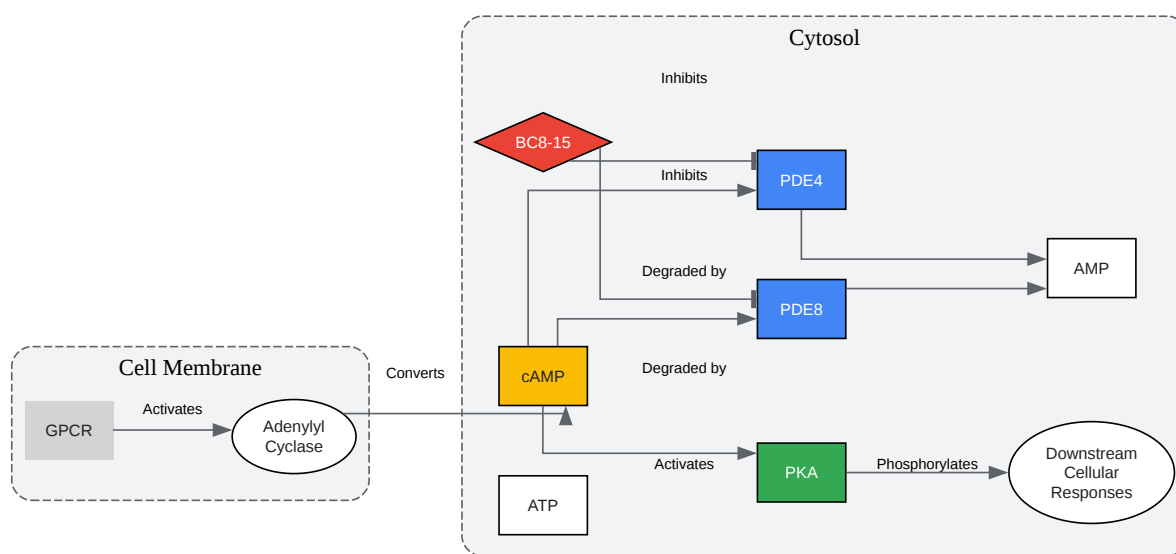 Cytosol
Inhibits
BC8-15
Inhibits
PDE4
Degraded by
PDE8
AMP
Cell Membrane
Converts
cAMP
Degraded by
GPCR
Activates
Adenylyl
Cyclase
Activates
PKA
Phosphorylates
Downstream
Cellular
Responses
ATP